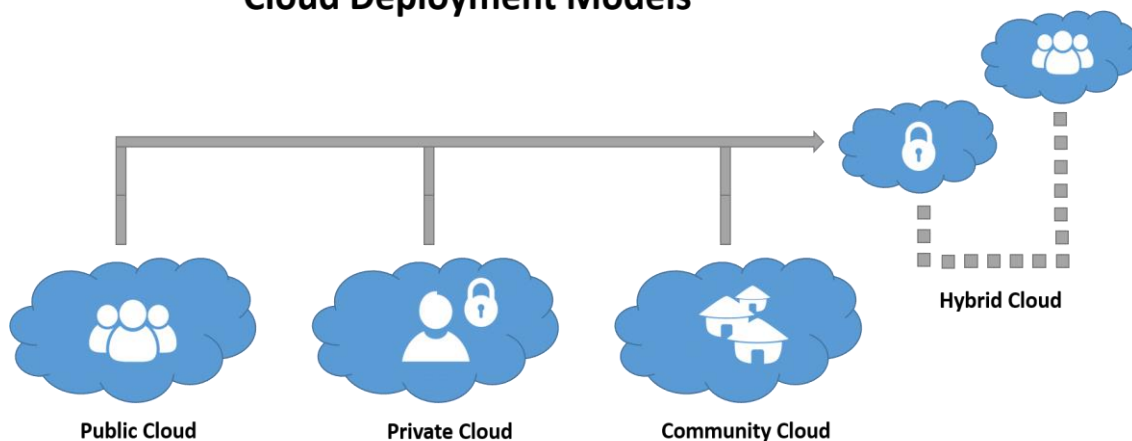 Cloud Deployment Models
Hybrid Cloud
Public Cloud
Private Cloud
Community Cloud